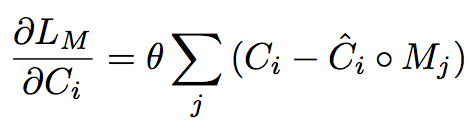 ∂L_M/∂C_i = θ ∑_j (C_i − Ĉ_i ∘ M_j)